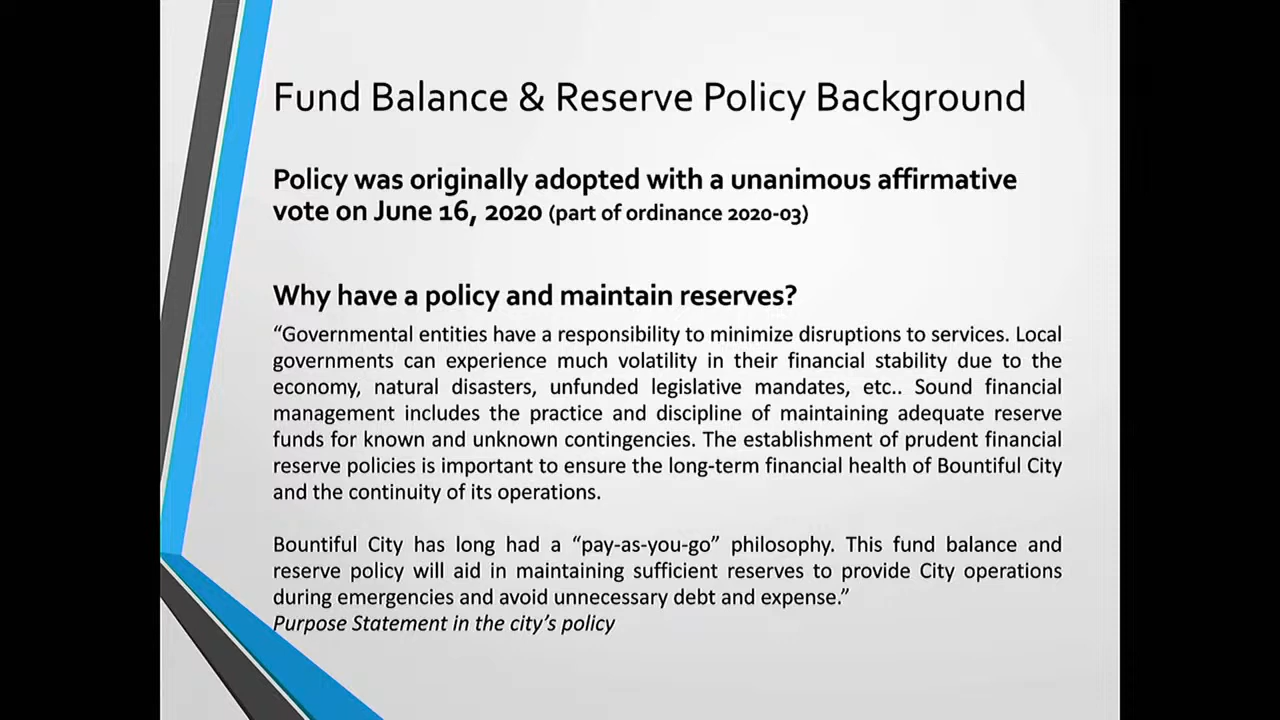 Fund Balance & Reserve Policy Background
Policy was originally adopted with a unanimous affirmative
vote on June 16, 2020 (part of ordinance 2020-03)
Why have a policy and maintain reserves?
“Governmental entities have a responsibility to minimize disruptions to services. Local
governments can experience much volatility in their financial stability due to the
economy, natural disasters, unfunded legislative mandates, etc.. Sound financial
management includes the practice and discipline of maintaining adequate reserve
funds for known and unknown contingencies. The establishment of prudent financial
reserve policies is important to ensure the long-term financial health of Bountiful City
and the continuity of its operations.
Bountiful City has long had a “pay-as-you-go” philosophy. This fund balance and
reserve policy will aid in maintaining sufficient reserves to provide City operations
during emergencies and avoid unnecessary debt and expense.”
Purpose Statement in the city’s policy